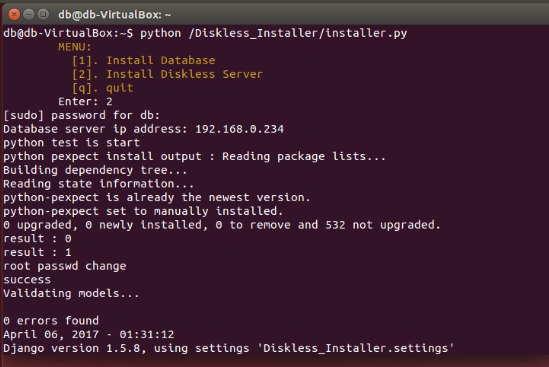 db@db-VirtualBox: ~
db@db-VirtualBox:~$ python /Diskless_Installer/installer.py
MENU:
[1]. Install Database
[2]. Install Diskless Server
[q]. quit
Enter: 2
[sudo] password for db:
Database server ip address: 192.168.0.234
python test is start
python pexpect install output : Reading package lists...
Building dependency tree...
Reading state information...
python-pexpect is already the newest version.
python-pexpect set to manually installed.
0 upgraded, 0 newly installed, 0 to remove and 532 not upgraded.
result : 0
result : 1
root passwd change
success
Validating models...
0 errors found
April 06, 2017 - 01:31:12
Django version 1.5.8, using settings 'Diskless_Installer.settings'